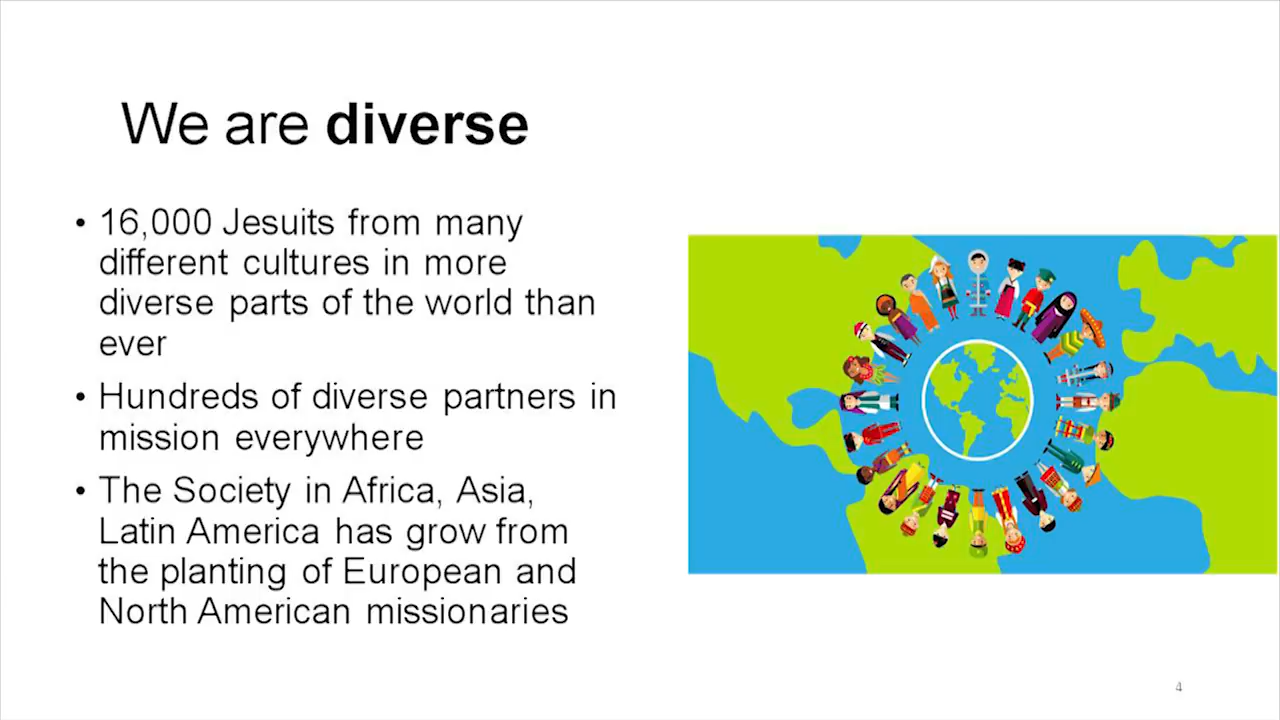 We are diverse
• 16,000 Jesuits from many
different cultures in more
diverse parts of the world than
ever
• Hundreds of diverse partners in
mission everywhere
• The Society in Africa, Asia,
Latin America has grow from
the planting of European and
North American missionaries
4